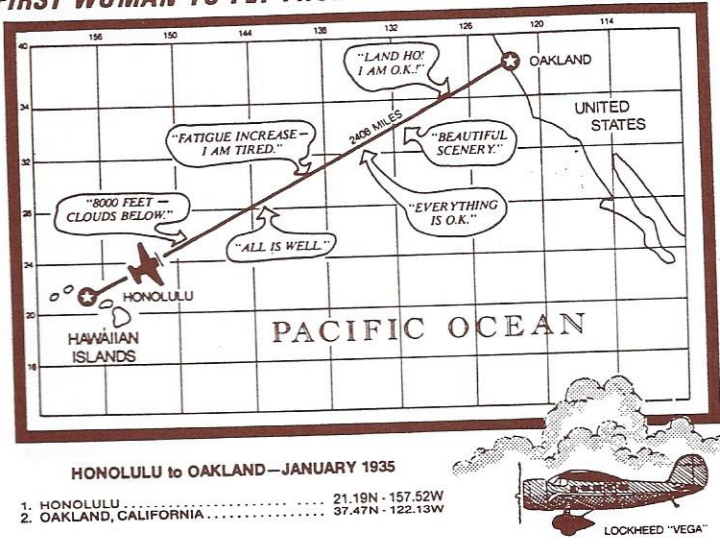 FIRST WOMAN TO FLY FROM
156 150 144 138 132 126 120 114
40
34
32
28
24
20
16
"LAND HO!
I AM O.K.!"
OAKLAND
UNITED
STATES
2408 MILES
"FATIGUE INCREASE—
I AM TIRED."
"BEAUTIFUL
SCENERY."
"8000 FEET —
CLOUDS BELOW."
"EVERYTHING
IS O.K."
"ALL IS WELL."
HONOLULU
HAWAIIAN
ISLANDS
PACIFIC OCEAN
HONOLULU to OAKLAND—JANUARY 1935
1. HONOLULU ........................ 21.19N - 157.52W
2. OAKLAND, CALIFORNIA ............... 37.47N - 122.13W
LOCKHEED "VEGA"